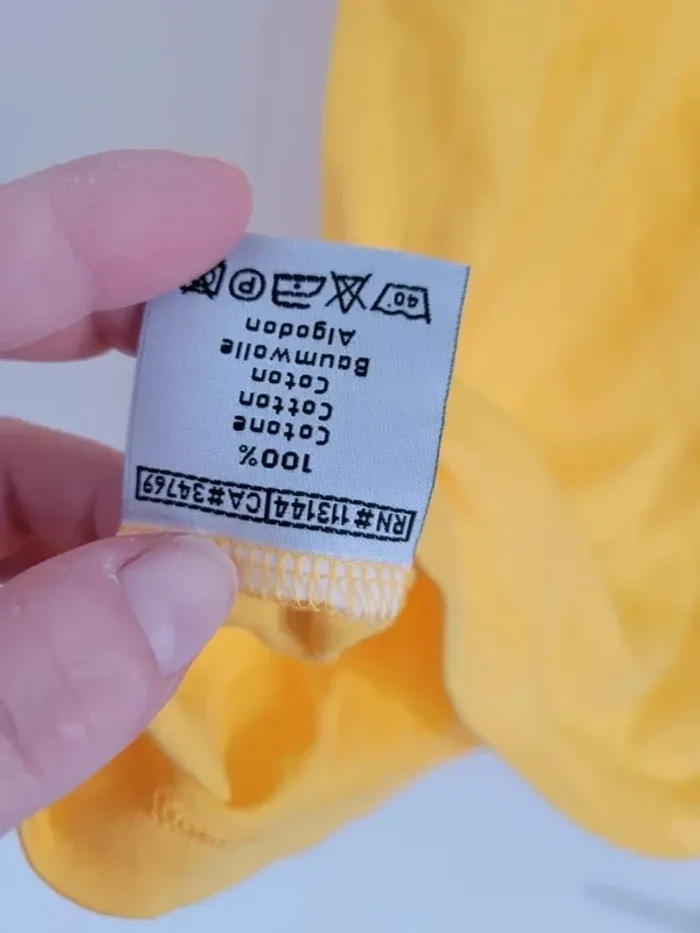 RN#113144 CA#34769
100%
Cotone
Cotton
Coton
Baumwolle
Algodon
40° P